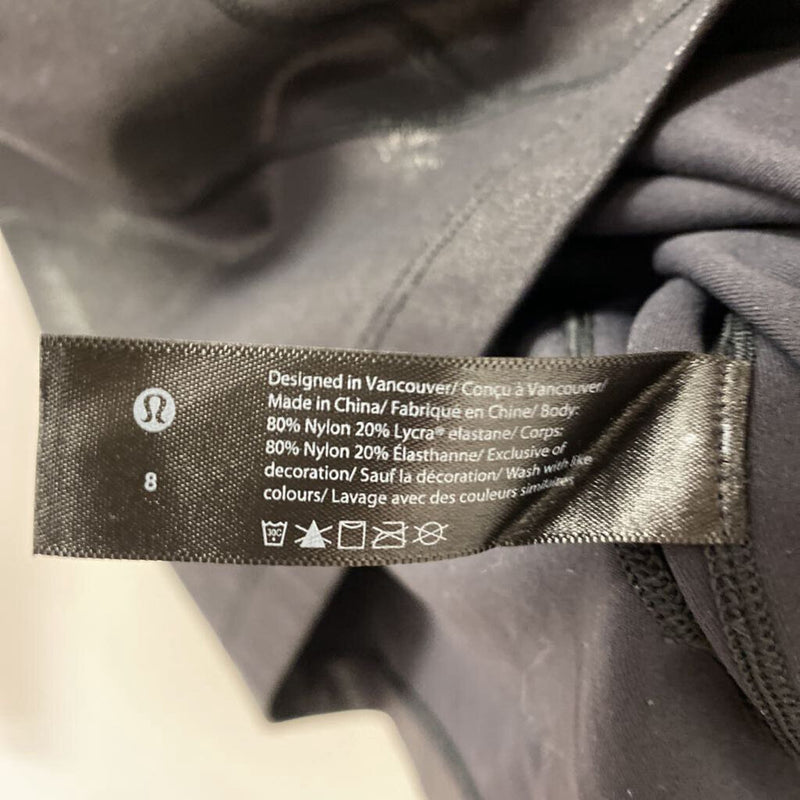 8
Designed in Vancouver/ Conçu à Vancouver/
Made in China/ Fabriqué en Chine/ Body:
80% Nylon 20% Lycra® elastane/ Corps:
80% Nylon 20% Élasthanne/ Exclusive of
decoration/ Sauf la décoration/ Wash with like
colours/ Lavage avec des couleurs similaires
30C